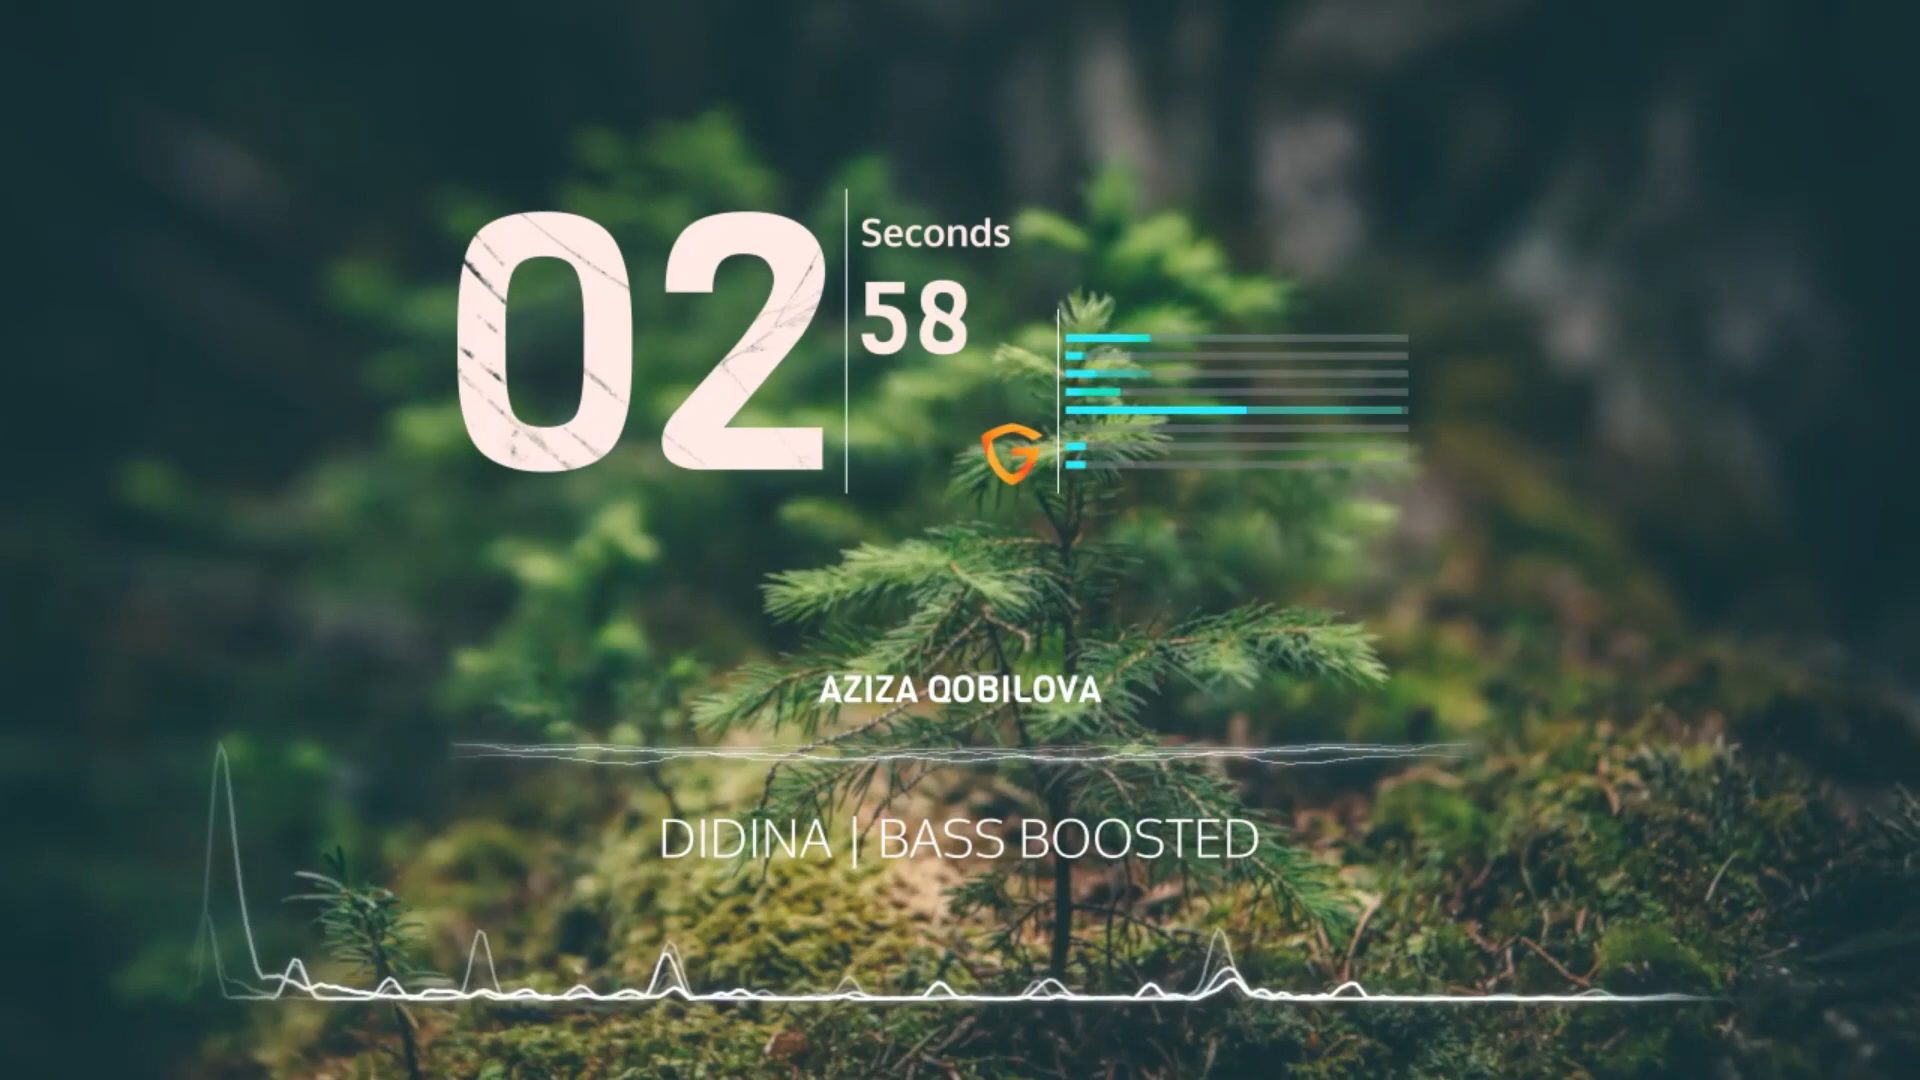 02
Seconds
58
AZIZA QOBILOVA
DIDINA | BASS BOOSTED